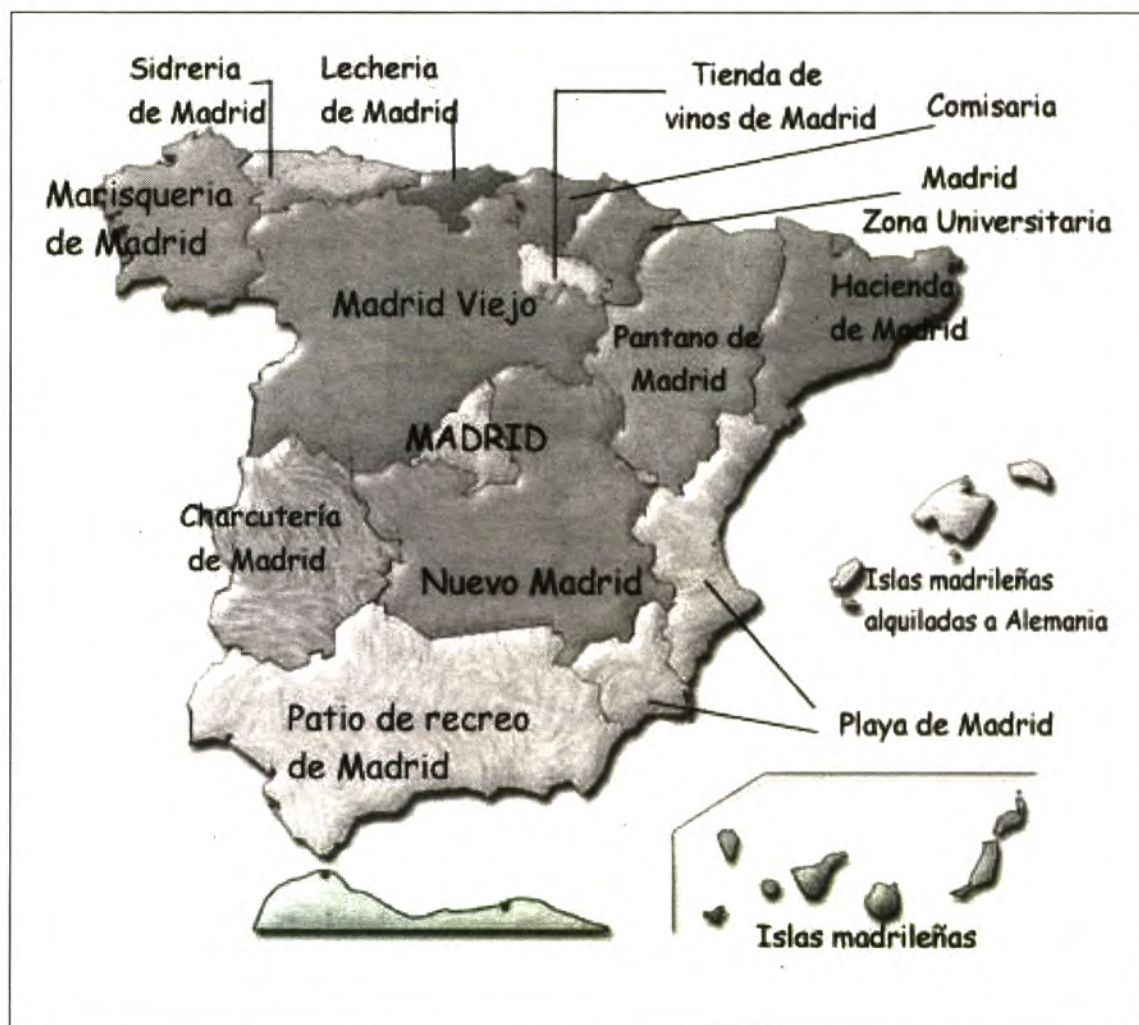 Sidreria
de Madrid
Lecheria
de Madrid
Tienda de
vinos de Madrid
Comisaria
Madrid
Zona Universitaria
Marisqueria
de Madrid
Madrid Viejo
Pantano de
Madrid
Hacienda
de Madrid
MADRID
Charcutería
de Madrid
Nuevo Madrid
Islas madrileñas
alquiladas a Alemania
Patio de recreo
de Madrid
Playa de Madrid
Islas madrileñas